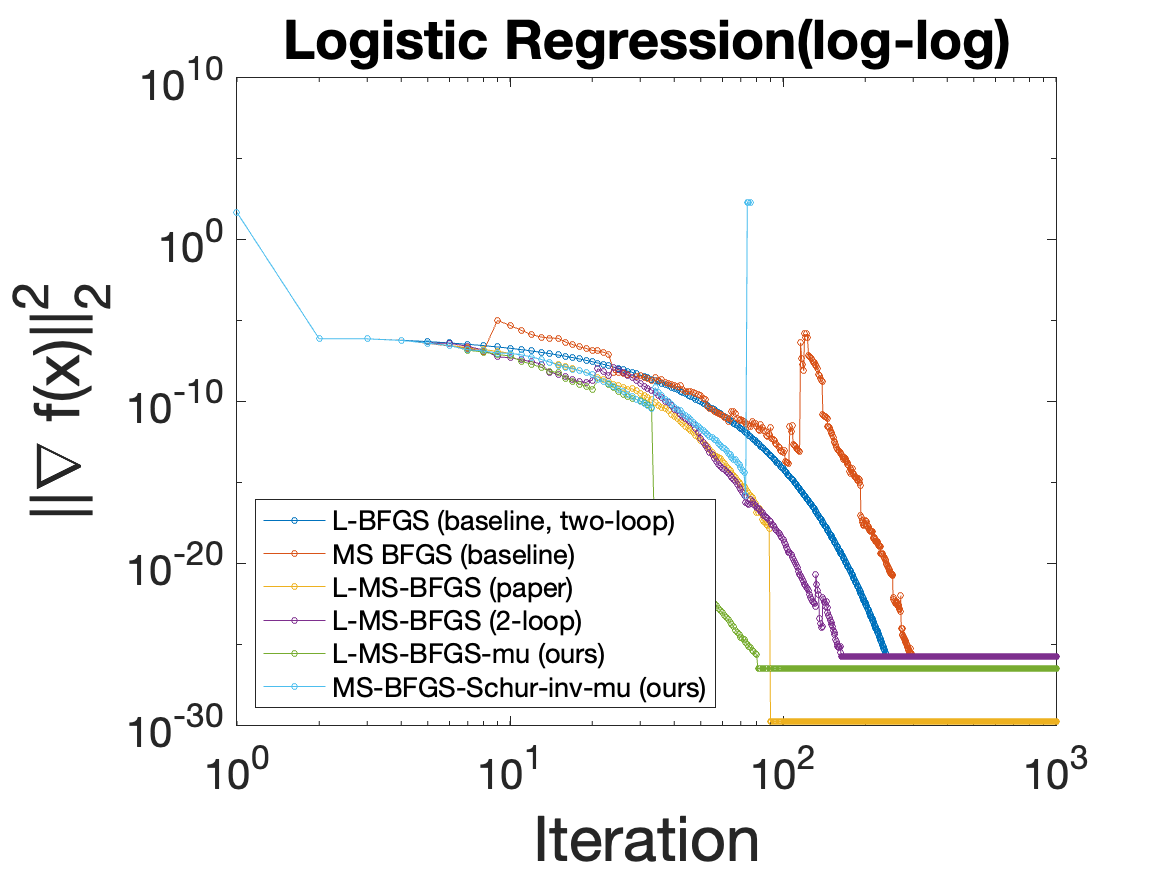 Logistic Regression(log-log)
10^10
10^0
10^-10
10^-20
10^-30
||∇ f(x)||_2^2
L-BFGS (baseline, two-loop)
MS BFGS (baseline)
L-MS-BFGS (paper)
L-MS-BFGS (2-loop)
L-MS-BFGS-mu (ours)
MS-BFGS-Schur-inv-mu (ours)
10^0 10^1 10^2 10^3
Iteration